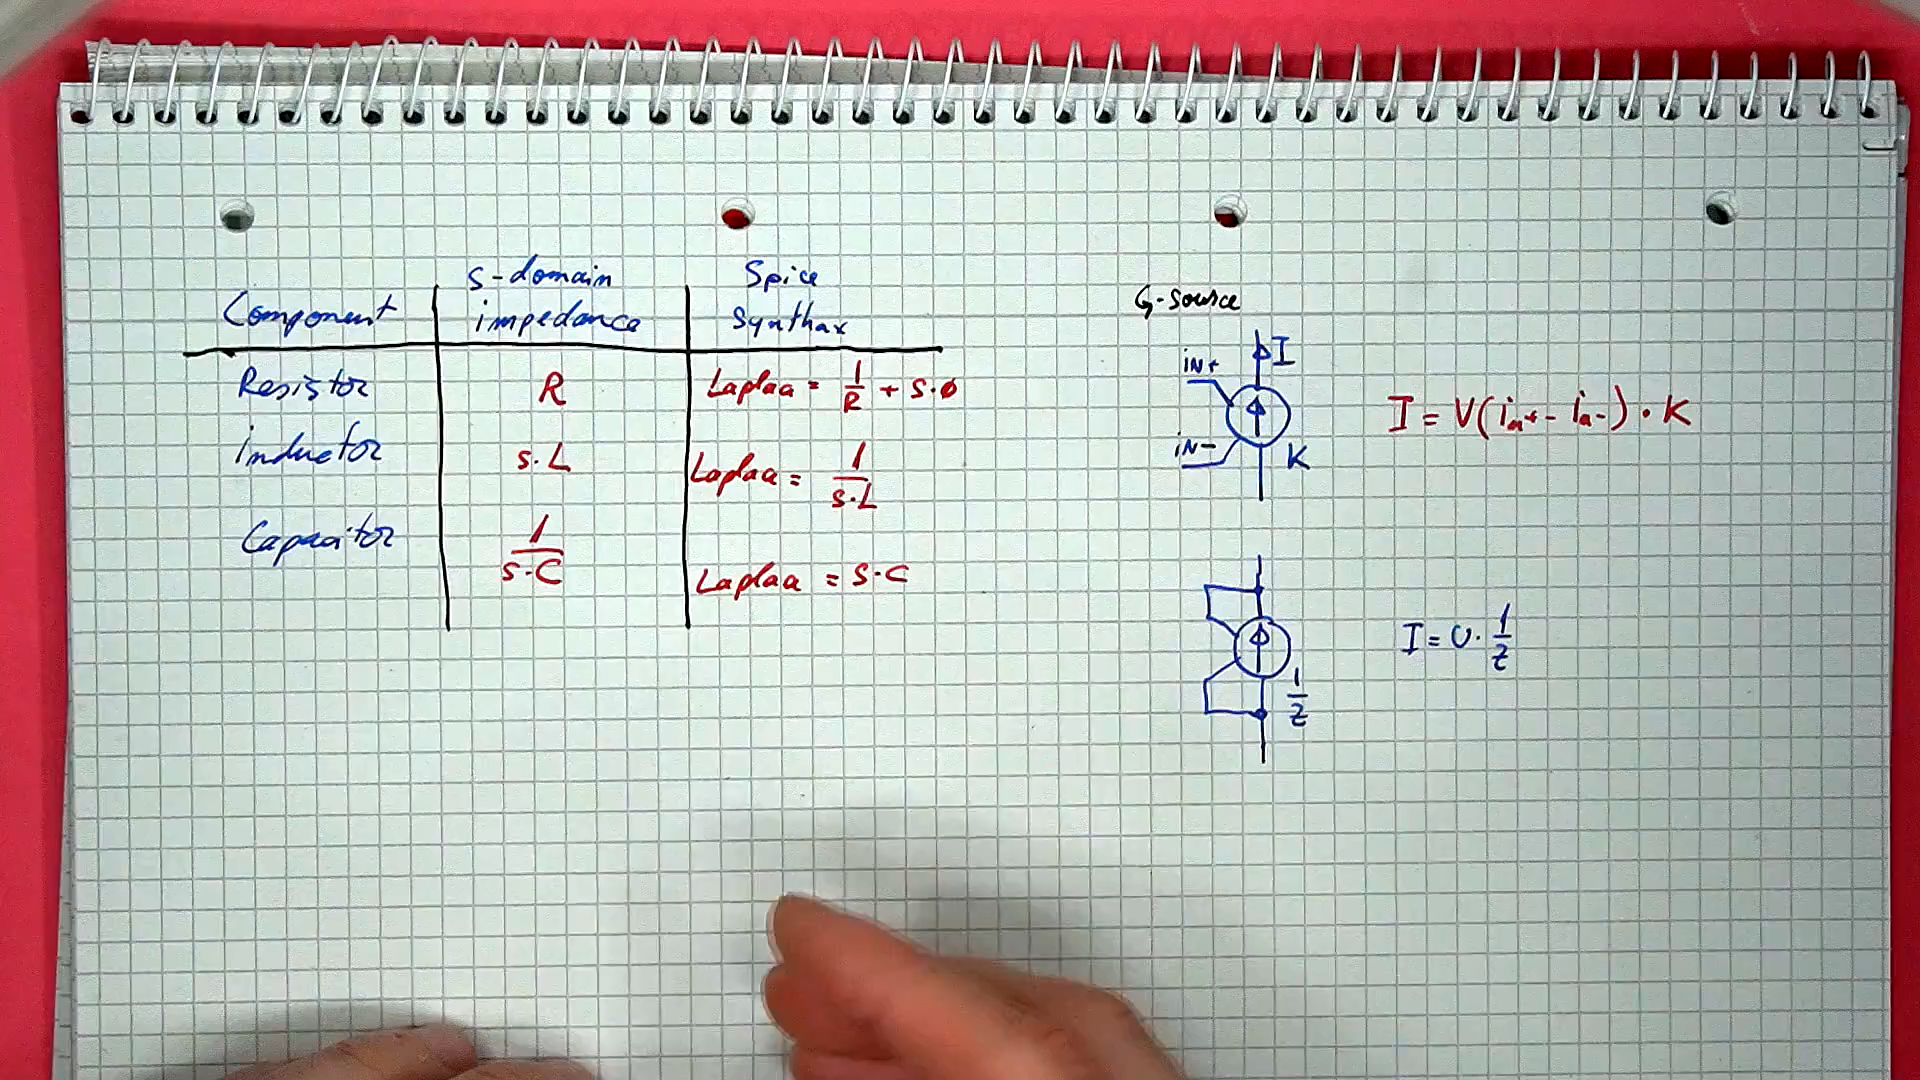 Component
s-domain
impedance
Spice
Synthax
Resistor
R
Laplace = 1/R + s·ø
inductor
s·L
Laplace = 1/s·L
Capacitor
1/s·C
Laplace = s·C
G-source
I
iN+
iN-
K
I = V(in+ - in-)·K
1/Z
I = U·1/Z